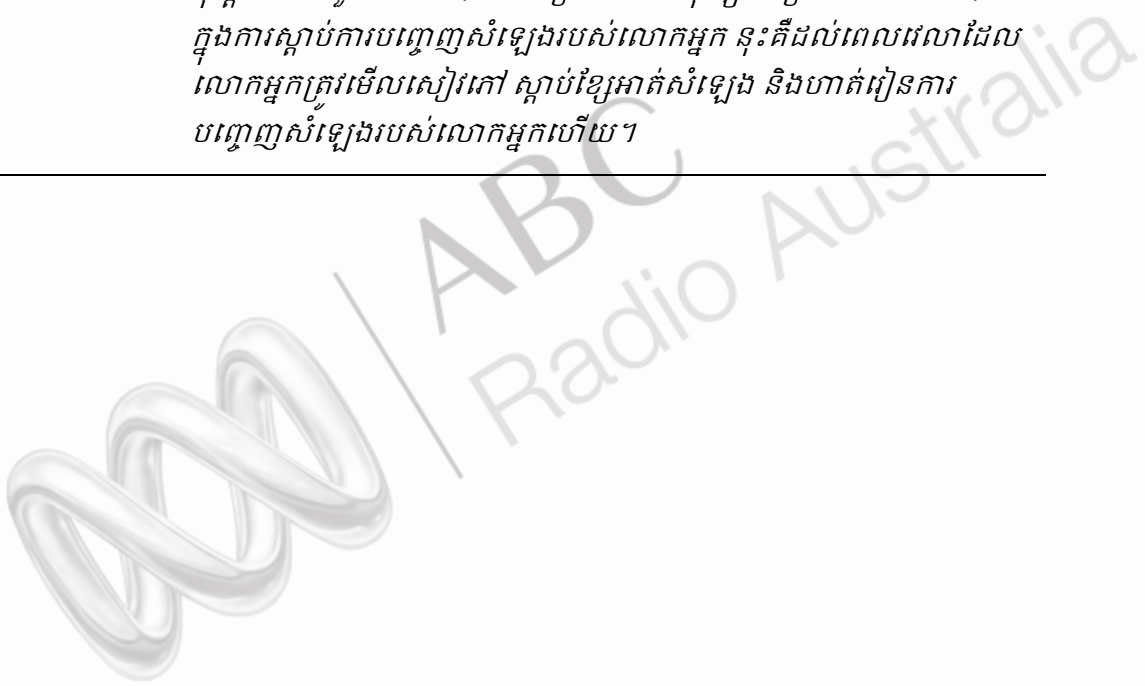 ក្នុងការស្តាប់ការបញ្ចេញសំឡេងរបស់លោកអ្នក នុះគឺដល់ពេលវេលាដែល
លោកអ្នកត្រូវមើលសៀវភៅ ស្តាប់ខ្សែអាត់សំឡេង និងហាត់រៀនការ
បញ្ចេញសំឡេងរបស់លោកអ្នកហើយ។
ABC
Radio Australia